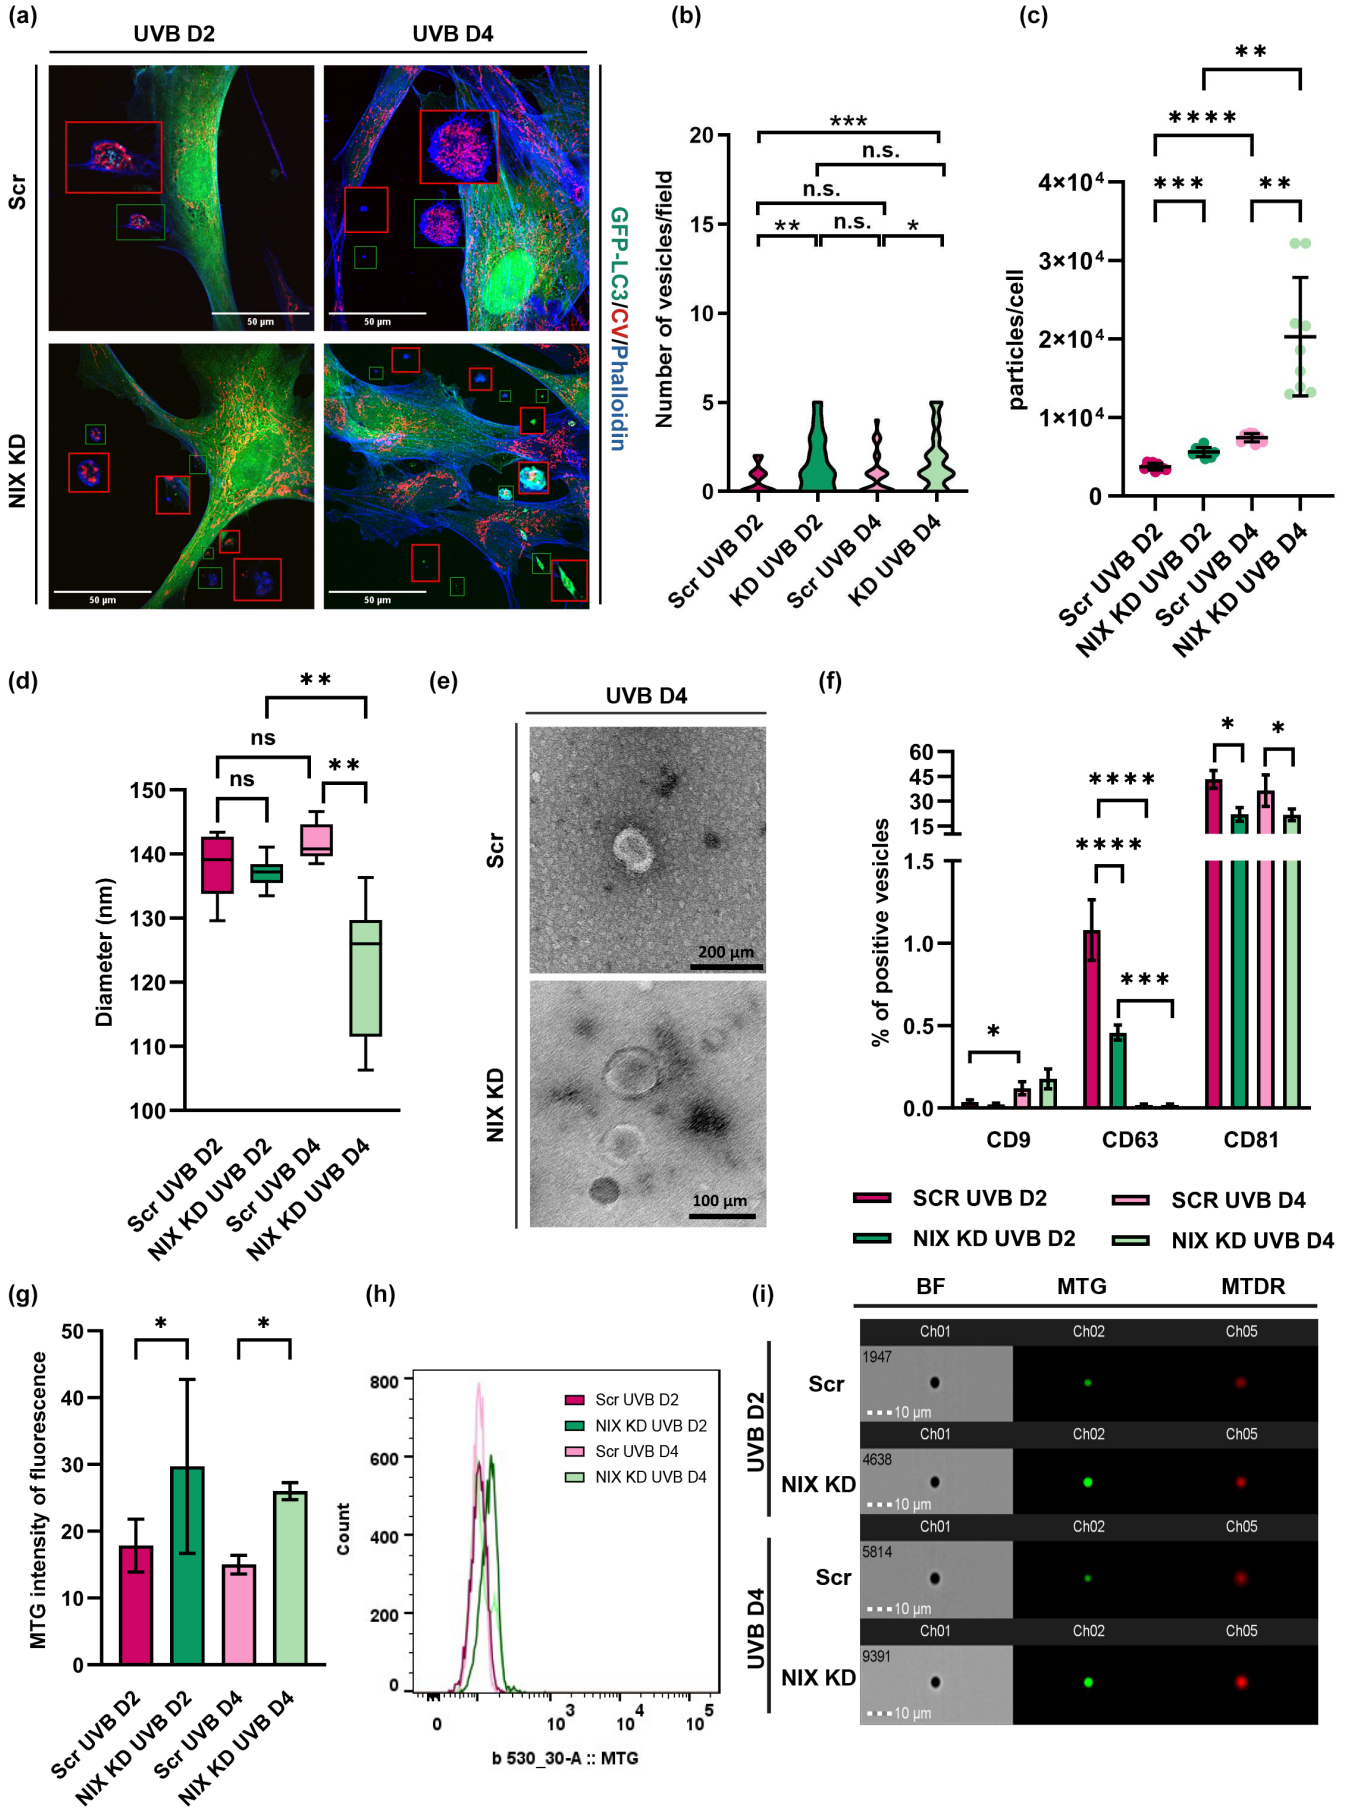 (a)
UVB D2
UVB D4
Scr
NIX KD
50 µm
50 µm
50 µm
50 µm
GFP-LC3/CV/Phalloidin
(b)
Number of vesicles/field
20
15
10
5
0
***
n.s.
n.s.
**
n.s.
*
Scr UVB D2
KD UVB D2
Scr UVB D4
KD UVB D4
(c)
particles/cell
4×10⁴
3×10⁴
2×10⁴
1×10⁴
0
**
****
***
**
Scr UVB D2
NIX KD UVB D2
Scr UVB D4
NIX KD UVB D4
(d)
Diameter (nm)
150
140
130
120
110
100
**
ns
ns
**
Scr UVB D2
NIX KD UVB D2
Scr UVB D4
NIX KD UVB D4
(e)
UVB D4
Scr
200 µm
NIX KD
100 µm
(f)
% of positive vesicles
60
45
30
15
1.5
1.0
0.5
0.0
*
****
****
***
*
*
CD9
CD63
CD81
SCR UVB D2
SCR UVB D4
NIX KD UVB D2
NIX KD UVB D4
(g)
MTG intensity of fluorescence
50
40
30
20
10
0
*
*
Scr UVB D2
NIX KD UVB D2
Scr UVB D4
NIX KD UVB D4
(h)
Count
800
600
400
200
0
Scr UVB D2
NIX KD UVB D2
Scr UVB D4
NIX KD UVB D4
0
10³
10⁴
10⁵
b 530_30-A :: MTG
(i)
BF
MTG
MTDR
UVB D2
UVB D4
Ch01
Ch02
Ch05
Scr
1947
10 µm
Ch01
Ch02
Ch05
NIX KD
4638
10 µm
Ch01
Ch02
Ch05
Scr
5814
10 µm
Ch01
Ch02
Ch05
NIX KD
9391
10 µm